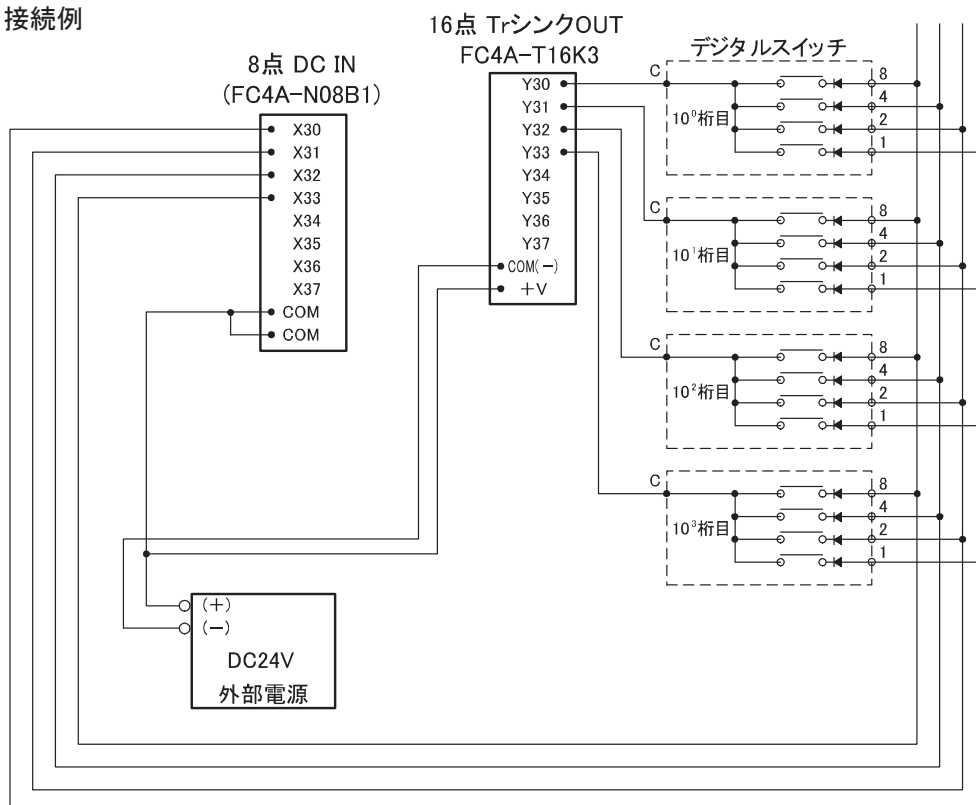 接続例
8点 DC IN
(FC4A-N08B1)
X30
X31
X32
X33
X34
X35
X36
X37
COM
COM
16点 TrシンクOUT
FC4A-T16K3
Y30
Y31
Y32
Y33
Y34
Y35
Y36
Y37
COM(-)
+V
デジタルスイッチ
C
10⁰桁目
8
4
2
1
C
10¹桁目
8
4
2
1
C
10²桁目
8
4
2
1
C
10³桁目
8
4
2
1
(+)
(-)
DC24V
外部電源